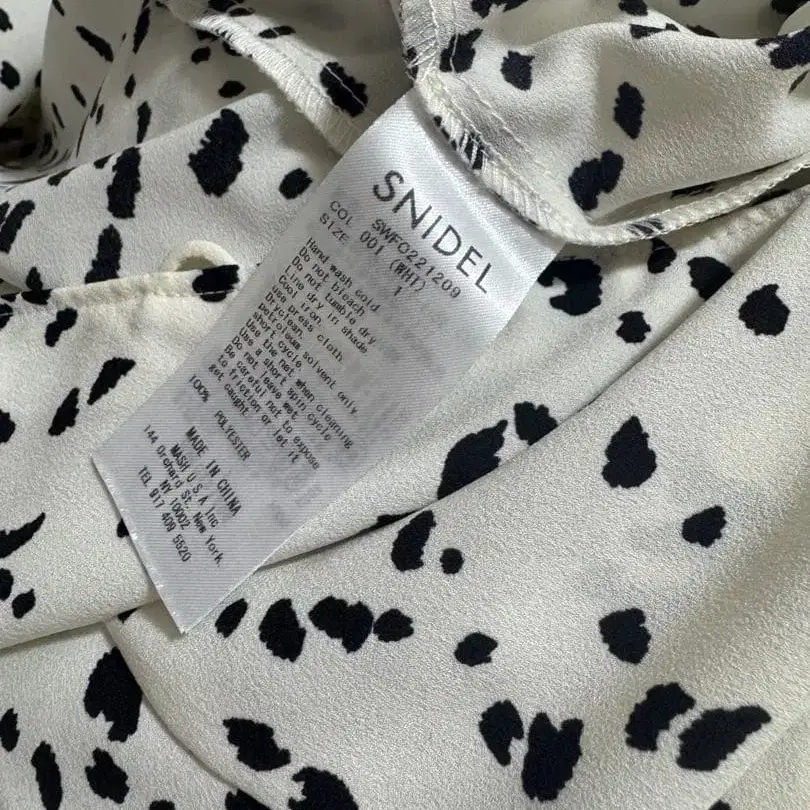 SNIDEL
SWFO221209
COL 001 (WHT)
SIZE 1
Hand wash cold
Do not bleach
Do not tumble dry
Line dry in shade
Cool iron
use press cloth
Dryclean
petroleum solvent only
short cycle
Use the net when cleaning
Use a short spin cycle
Do not leave wet
Be careful not to expose
to friction or let it
get caught
100% POLYESTER
MADE IN CHINA
MASH U S A Inc
144 Orchard St. New York,
NY 10002
TEL 917 409 5520